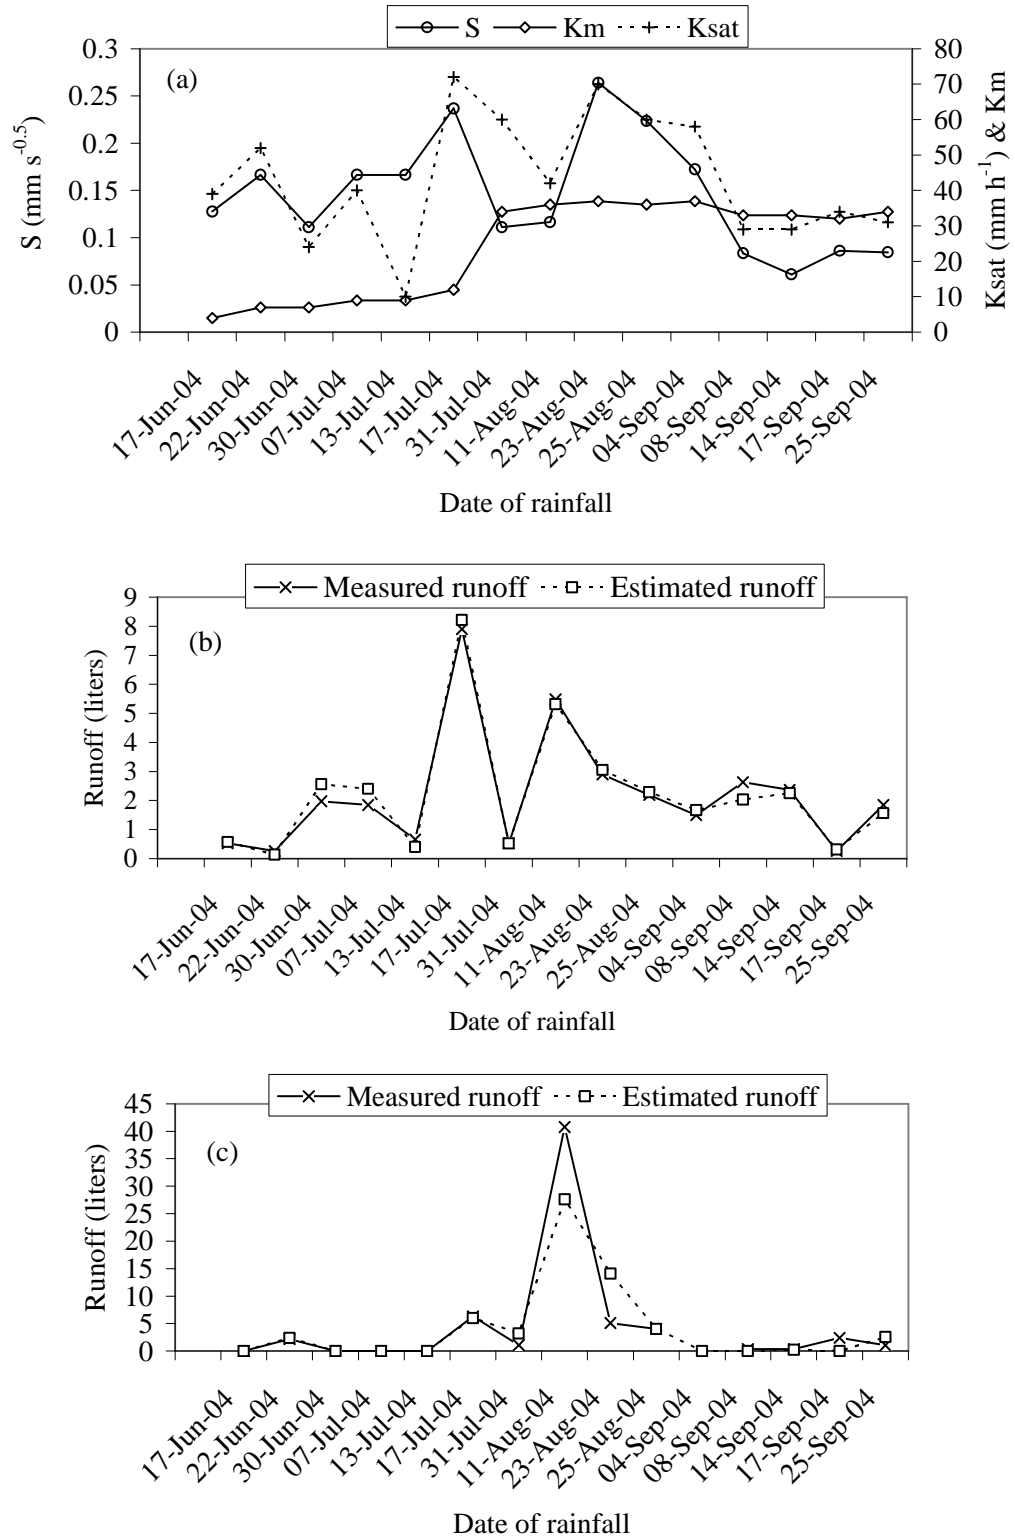 S Km Ksat
(a)
0.3
0.25
0.2
0.15
0.1
0.05
0
S (mm s-0.5)
80
70
60
50
40
30
20
10
0
Ksat (mm h-1) & Km
17-Jun-04
22-Jun-04
30-Jun-04
07-Jul-04
13-Jul-04
17-Jul-04
31-Jul-04
11-Aug-04
23-Aug-04
25-Aug-04
04-Sep-04
08-Sep-04
14-Sep-04
17-Sep-04
25-Sep-04
Date of rainfall
Measured runoff Estimated runoff
(b)
9
8
7
6
5
4
3
2
1
0
Runoff (liters)
17-Jun-04
22-Jun-04
30-Jun-04
07-Jul-04
13-Jul-04
17-Jul-04
31-Jul-04
11-Aug-04
23-Aug-04
25-Aug-04
04-Sep-04
08-Sep-04
14-Sep-04
17-Sep-04
25-Sep-04
Date of rainfall
Measured runoff Estimated runoff
(c)
45
40
35
30
25
20
15
10
5
0
Runoff (liters)
17-Jun-04
22-Jun-04
30-Jun-04
07-Jul-04
13-Jul-04
17-Jul-04
31-Jul-04
11-Aug-04
23-Aug-04
25-Aug-04
04-Sep-04
08-Sep-04
14-Sep-04
17-Sep-04
25-Sep-04
Date of rainfall